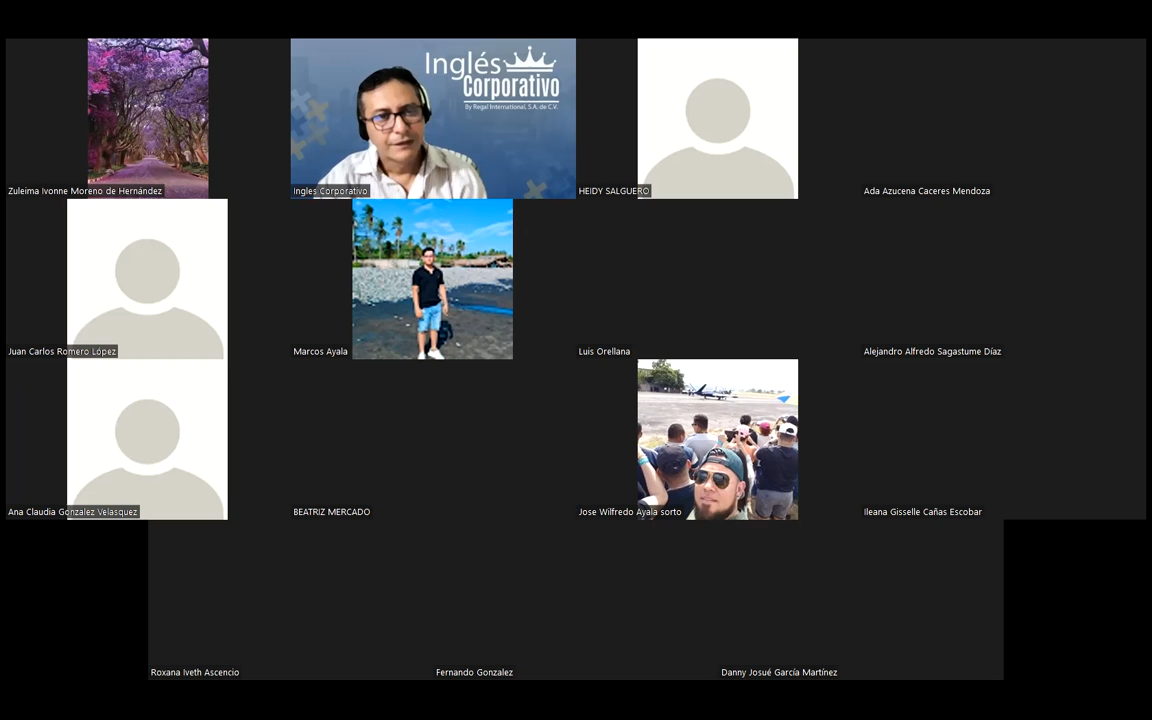 Inglés
Corporativo
By Regal International, S.A. de C.V.
Zuleima Ivonne Moreno de Hernández
Ingles Corporativo
HEIDY SALGUERO
Ada Azucena Caceres Mendoza
Juan Carlos Romero López
Marcos Ayala
Luis Orellana
Alejandro Alfredo Sagastume Díaz
Ana Claudia Gonzalez Velasquez
BEATRIZ MERCADO
Jose Wilfredo Ayala sorto
Ileana Gisselle Cañas Escobar
Roxana Iveth Ascencio
Fernando Gonzalez
Danny Josué García Martínez